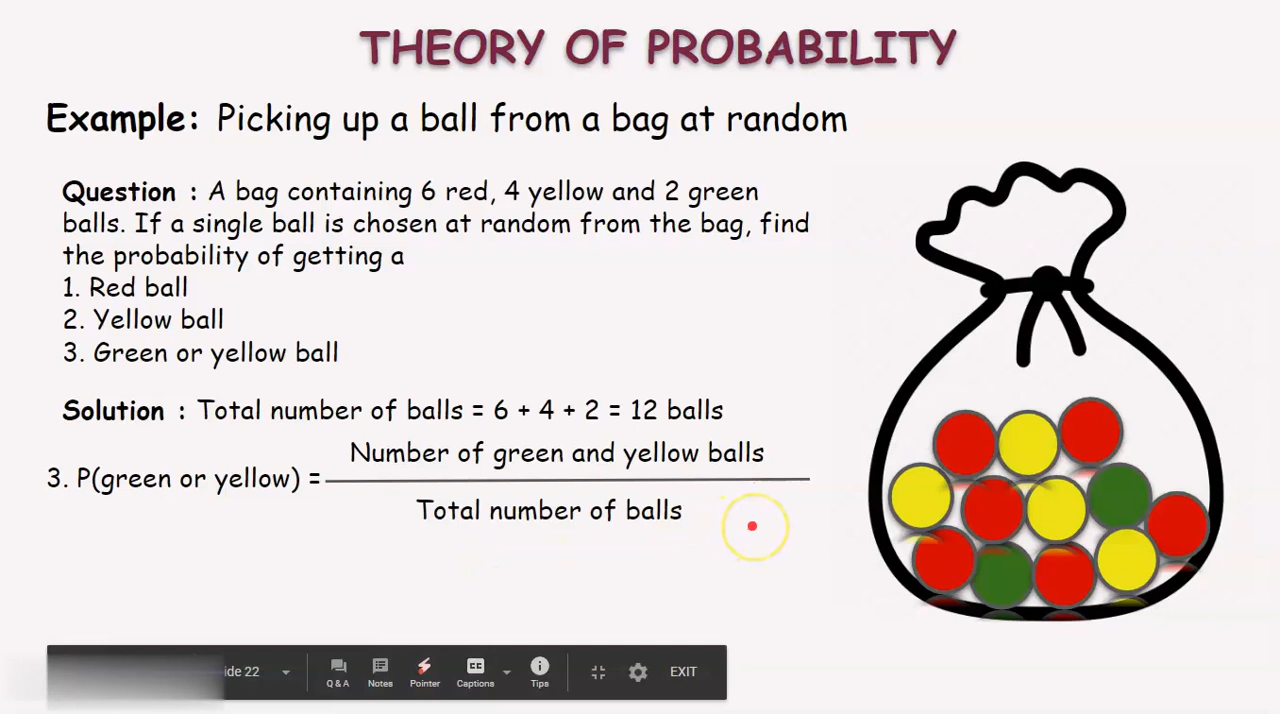 THEORY OF PROBABILITY
Example: Picking up a ball from a bag at random
Question : A bag containing 6 red, 4 yellow and 2 green
balls. If a single ball is chosen at random from the bag, find
the probability of getting a
1. Red ball
2. Yellow ball
3. Green or yellow ball
Solution : Total number of balls = 6 + 4 + 2 = 12 balls
Number of green and yellow balls
3. P(green or yellow) =
Total number of balls
ide 22
Q & A
Notes
Pointer
CC
Captions
Tips
EXIT